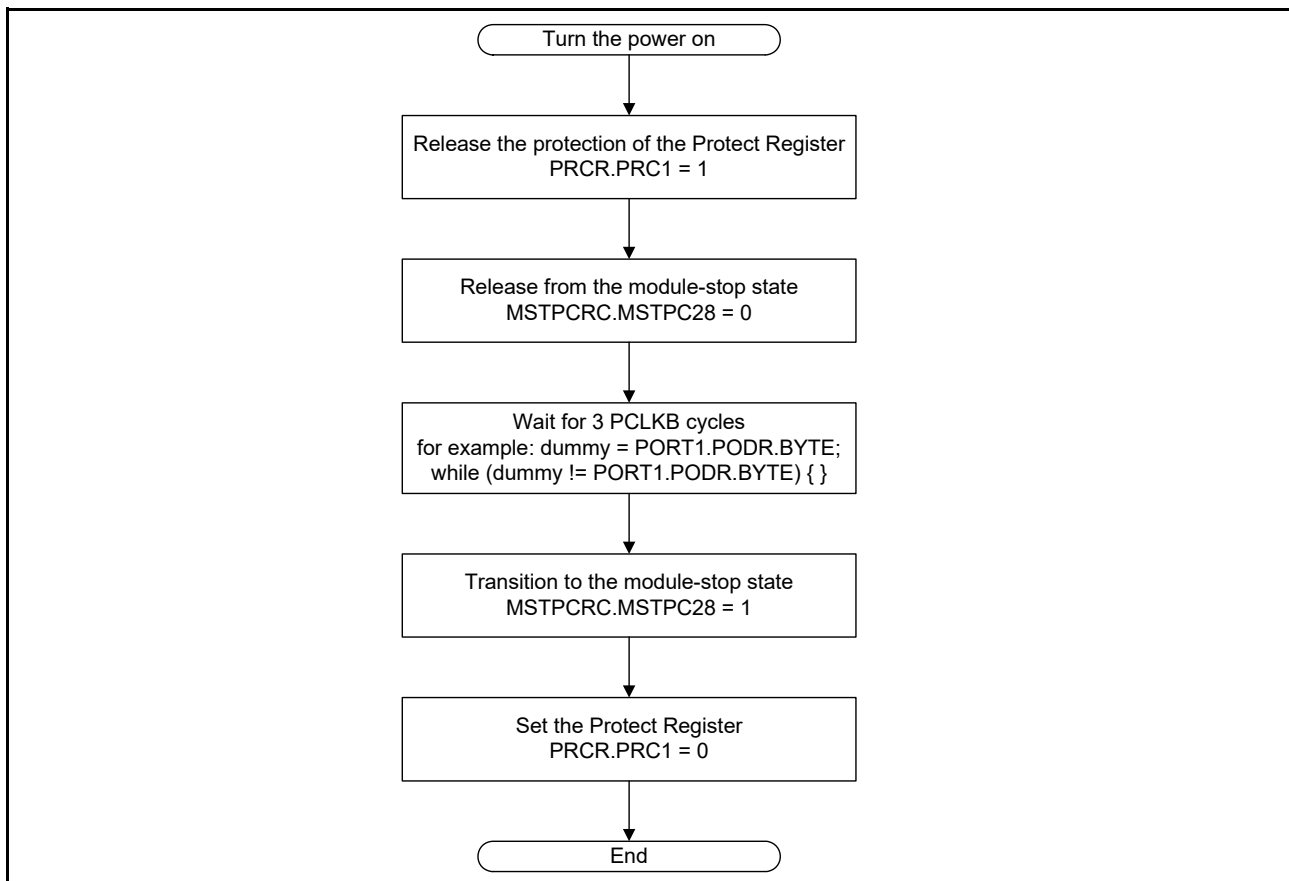 Turn the power on
Release the protection of the Protect Register
PRCR.PRC1 = 1
Release from the module-stop state
MSTPCRC.MSTPC28 = 0
Wait for 3 PCLKB cycles
for example: dummy = PORT1.PODR.BYTE;
while (dummy != PORT1.PODR.BYTE) { }
Transition to the module-stop state
MSTPCRC.MSTPC28 = 1
Set the Protect Register
PRCR.PRC1 = 0
End